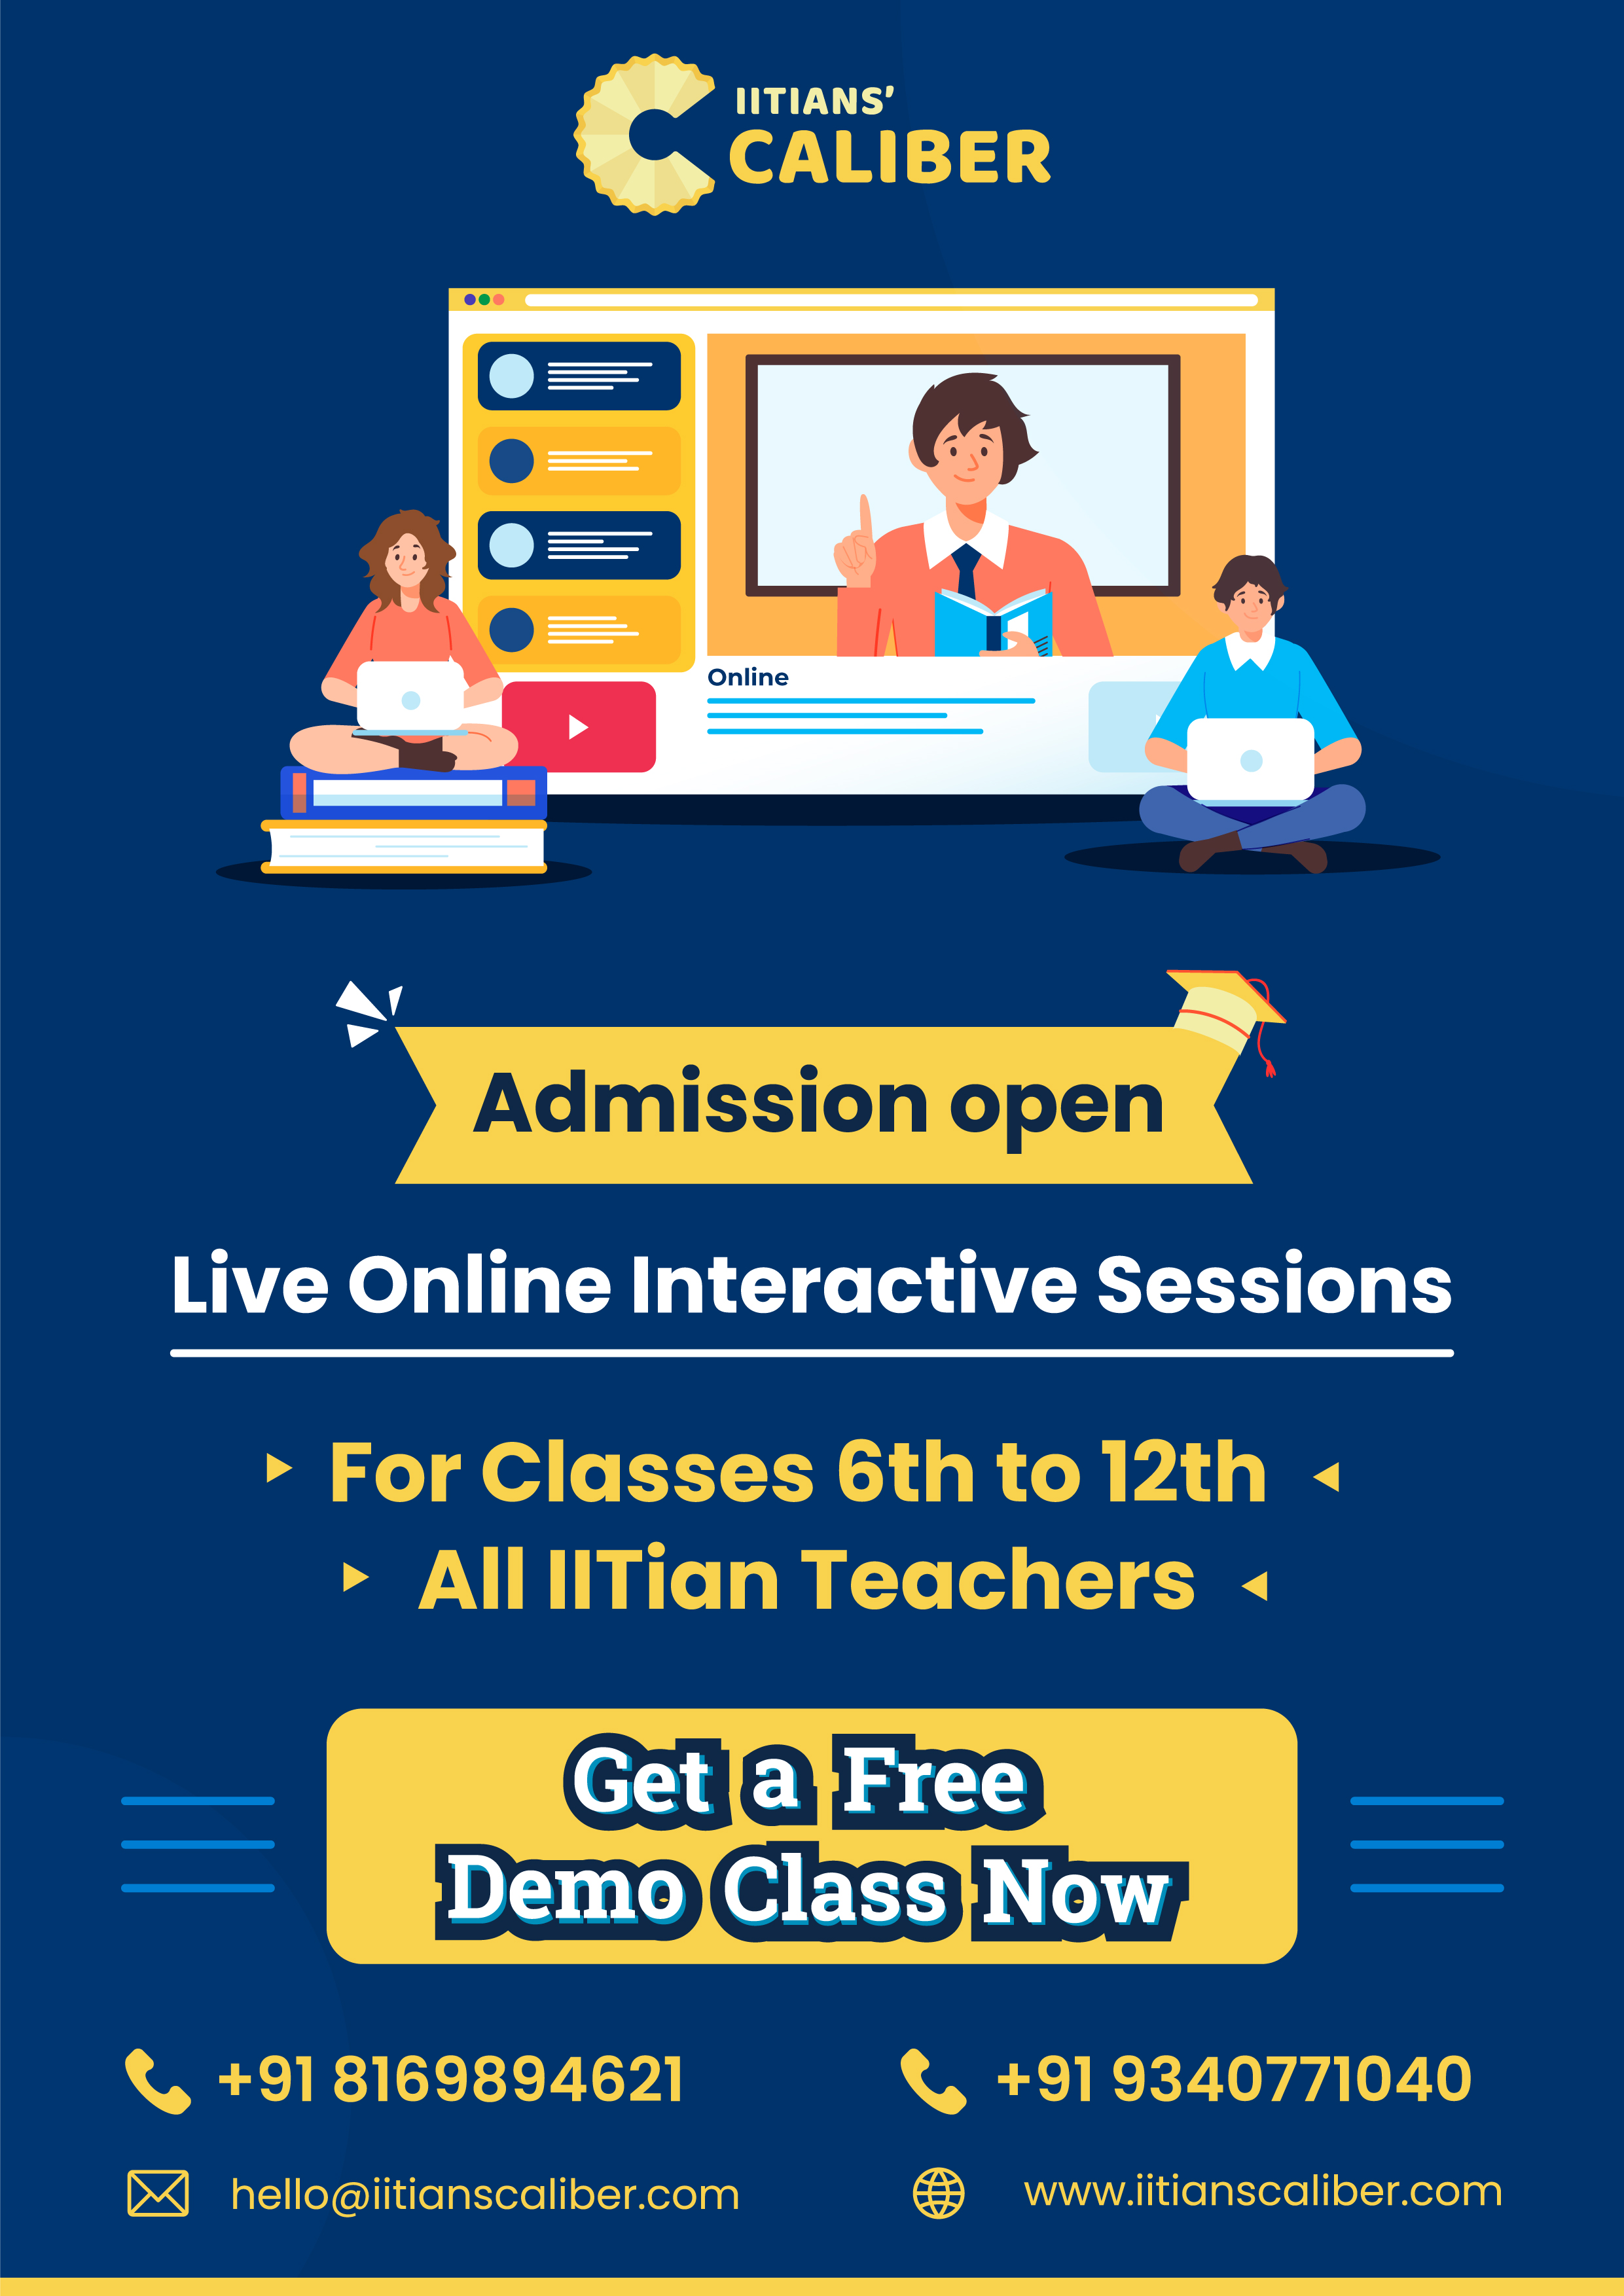 IITIANS'
CALIBER
Online
Admission open
Live Online Interactive Sessions
For Classes 6th to 12th
All IITian Teachers
Get a Free
Demo Class Now
+91 8169894621
+91 9340771040
hello@iitianscaliber.com
www.iitianscaliber.com